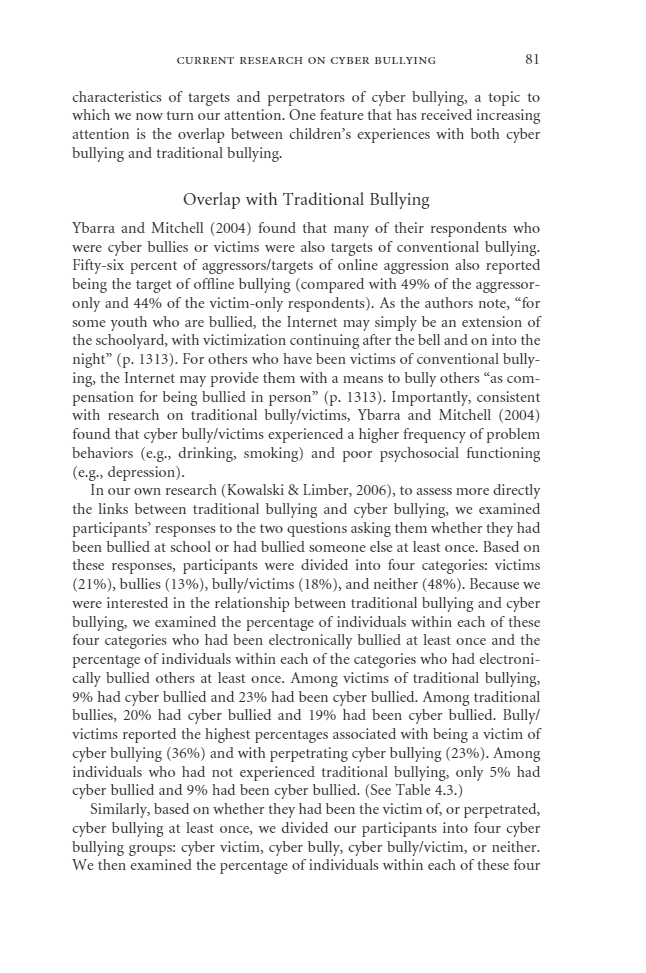 CURRENT RESEARCH ON CYBER BULLYING 81
characteristics of targets and perpetrators of cyber bullying, a topic to
which we now turn our attention. One feature that has received increasing
attention is the overlap between children’s experiences with both cyber
bullying and traditional bullying.
Overlap with Traditional Bullying
Ybarra and Mitchell (2004) found that many of their respondents who
were cyber bullies or victims were also targets of conventional bullying.
Fifty-six percent of aggressors/targets of online aggression also reported
being the target of offline bullying (compared with 49% of the aggressor-
only and 44% of the victim-only respondents). As the authors note, “for
some youth who are bullied, the Internet may simply be an extension of
the schoolyard, with victimization continuing after the bell and on into the
night” (p. 1313). For others who have been victims of conventional bully-
ing, the Internet may provide them with a means to bully others “as com-
pensation for being bullied in person” (p. 1313). Importantly, consistent
with research on traditional bully/victims, Ybarra and Mitchell (2004)
found that cyber bully/victims experienced a higher frequency of problem
behaviors (e.g., drinking, smoking) and poor psychosocial functioning
(e.g., depression).
In our own research (Kowalski & Limber, 2006), to assess more directly
the links between traditional bullying and cyber bullying, we examined
participants’ responses to the two questions asking them whether they had
been bullied at school or had bullied someone else at least once. Based on
these responses, participants were divided into four categories: victims
(21%), bullies (13%), bully/victims (18%), and neither (48%). Because we
were interested in the relationship between traditional bullying and cyber
bullying, we examined the percentage of individuals within each of these
four categories who had been electronically bullied at least once and the
percentage of individuals within each of the categories who had electroni-
cally bullied others at least once. Among victims of traditional bullying,
9% had cyber bullied and 23% had been cyber bullied. Among traditional
bullies, 20% had cyber bullied and 19% had been cyber bullied. Bully/
victims reported the highest percentages associated with being a victim of
cyber bullying (36%) and with perpetrating cyber bullying (23%). Among
individuals who had not experienced traditional bullying, only 5% had
cyber bullied and 9% had been cyber bullied. (See Table 4.3.)
Similarly, based on whether they had been the victim of, or perpetrated,
cyber bullying at least once, we divided our participants into four cyber
bullying groups: cyber victim, cyber bully, cyber bully/victim, or neither.
We then examined the percentage of individuals within each of these four